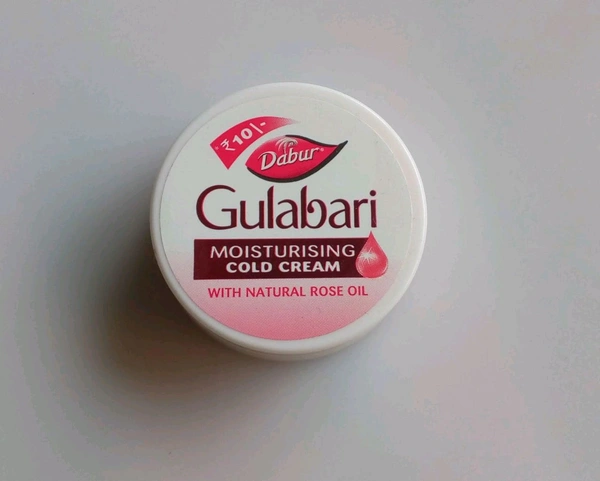 ₹10/-
Dabur
Gulabari
MOISTURISING
COLD CREAM
WITH NATURAL ROSE OIL